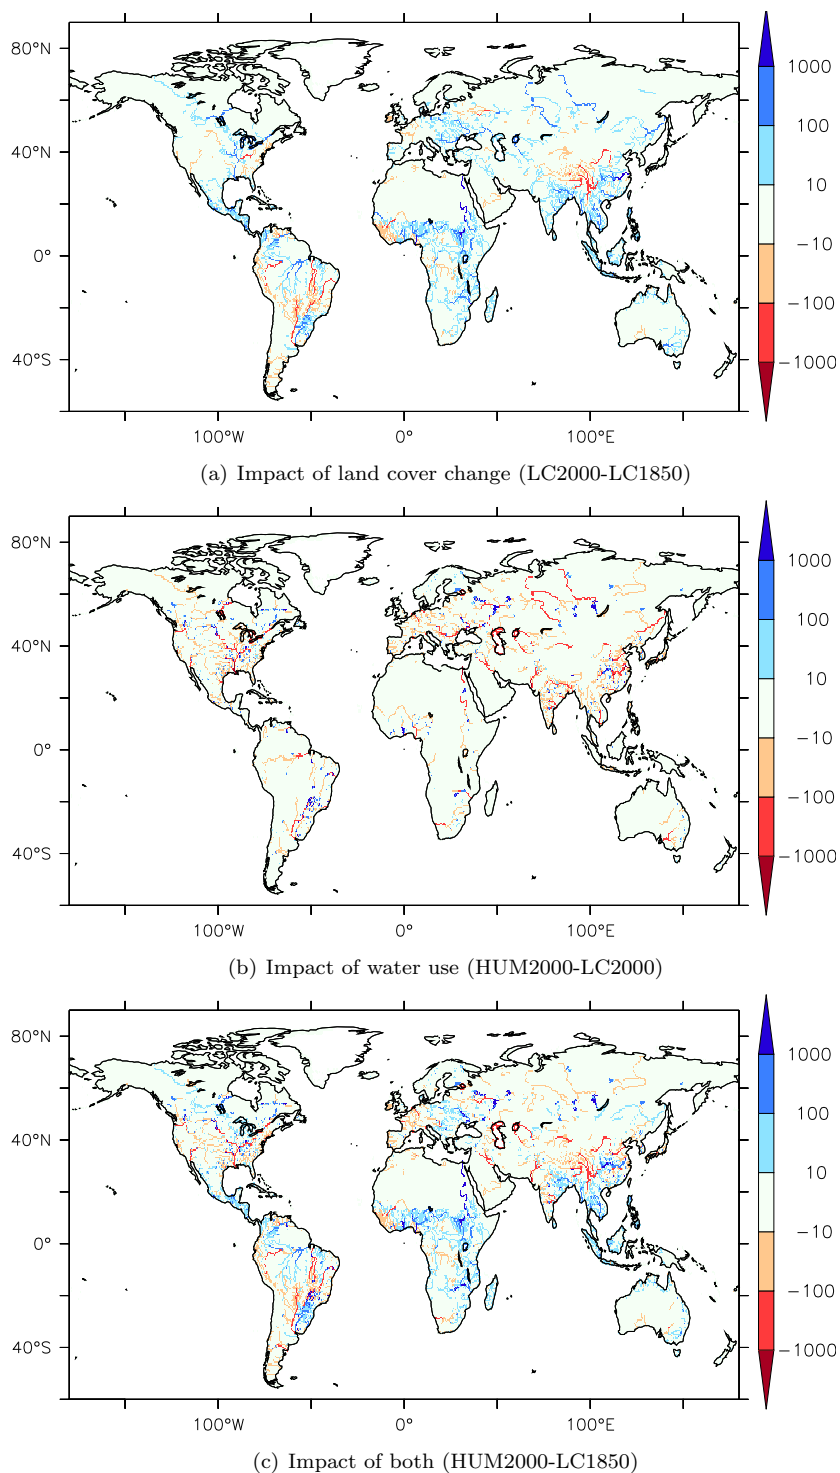 80°N
40°N
0°
40°S
100°W 0° 100°E
1000
100
10
−10
−100
−1000
(a) Impact of land cover change (LC2000-LC1850)
80°N
40°N
0°
40°S
100°W 0° 100°E
1000
100
10
−10
−100
−1000
(b) Impact of water use (HUM2000-LC2000)
80°N
40°N
0°
40°S
100°W 0° 100°E
1000
100
10
−10
−100
−1000
(c) Impact of both (HUM2000-LC1850)